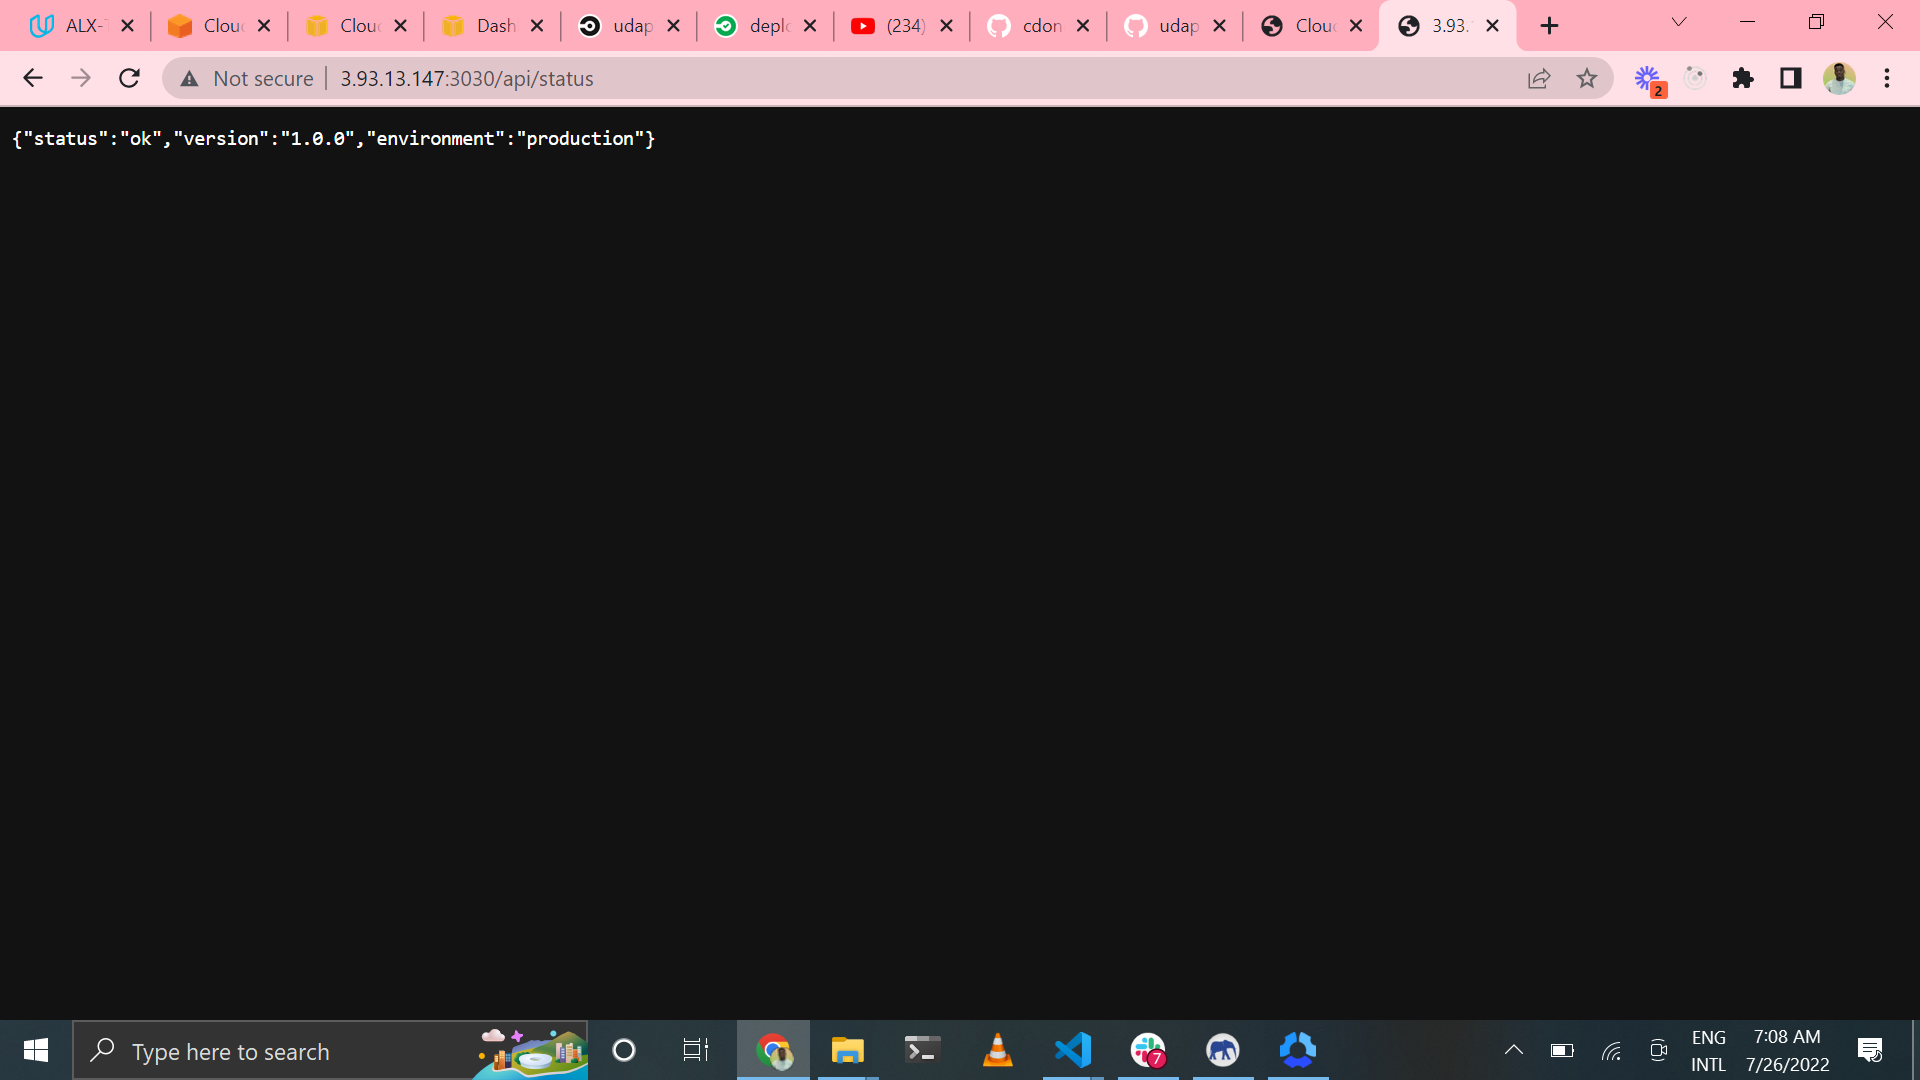 ALX-T
Clou
Clou
Dash
udap
deplo
(234)
cdon
udap
Clou
3.93.
Not secure
3.93.13.147:3030/api/status
2
{"status":"ok","version":"1.0.0","environment":"production"}
Type here to search
7
ENG
INTL
7:08 AM
7/26/2022